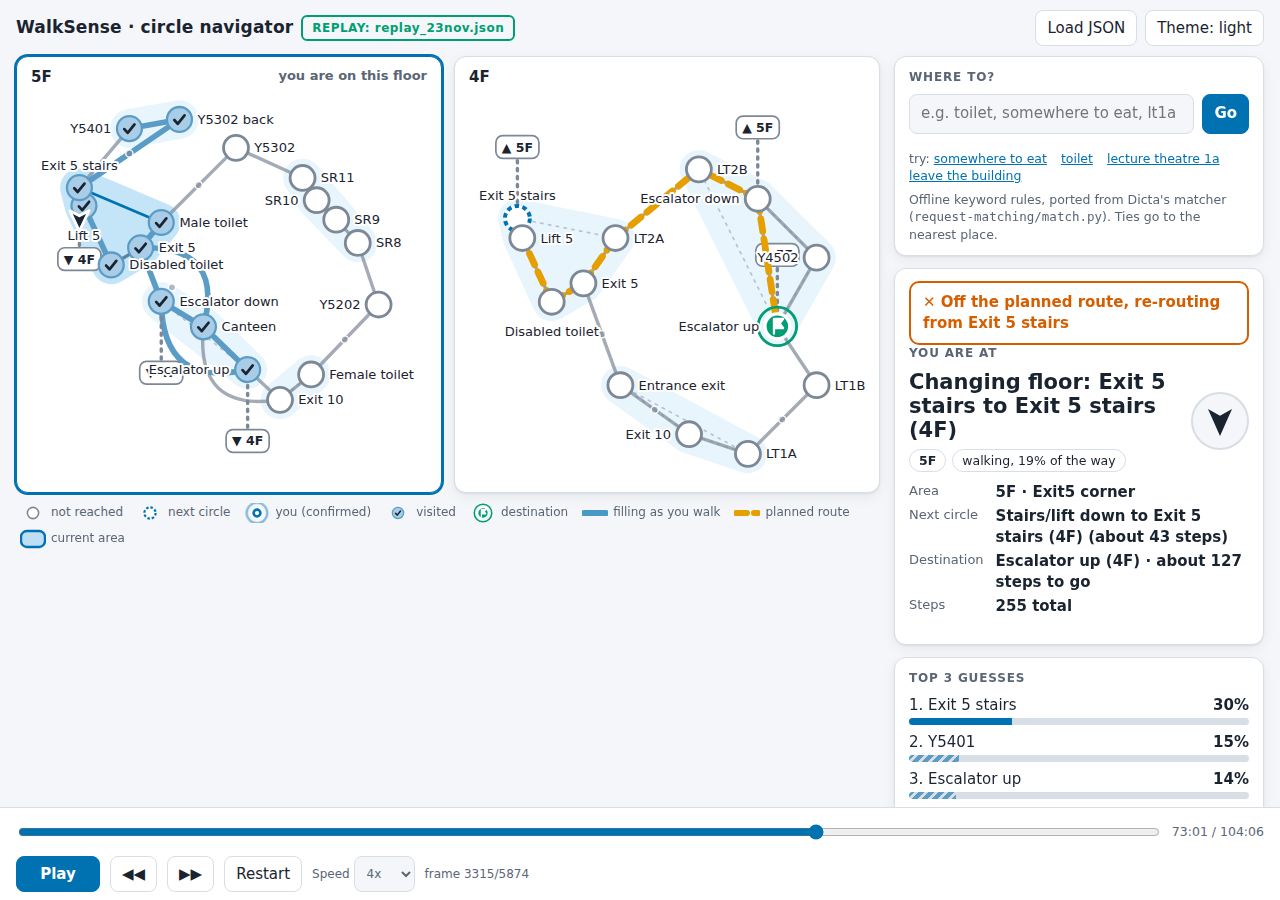 WalkSense · circle navigator
REPLAY: replay_23nov.json
Load JSON
Theme: light
5F
you are on this floor
Y5401
Y5302 back
Y5302
Exit 5 stairs
SR11
SR10
SR9
SR8
Male toilet
Lift 5
Exit 5
▼ 4F
Disabled toilet
Escalator down
Y5202
Canteen
Escalator up
Female toilet
Exit 10
▼ 4F
4F
▲ 5F
▲ 5F
LT2B
Exit 5 stairs
Escalator down
Lift 5
LT2A
Y4502
Exit 5
Disabled toilet
Escalator up
Entrance exit
LT1B
Exit 10
LT1A
not reached
next circle
you (confirmed)
visited
destination
filling as you walk
planned route
current area
WHERE TO?
e.g. toilet, somewhere to eat, lt1a
Go
try: somewhere to eat toilet lecture theatre 1a
leave the building
Offline keyword rules, ported from Dicta's matcher
(request-matching/match.py). Ties go to the
nearest place.
✕ Off the planned route, re-routing
from Exit 5 stairs
YOU ARE AT
Changing floor: Exit 5
stairs to Exit 5 stairs
(4F)
5F
walking, 19% of the way
Area 5F · Exit5 corner
Next circle Stairs/lift down to Exit 5
stairs (4F) (about 43 steps)
Destination Escalator up (4F) · about 127
steps to go
Steps 255 total
TOP 3 GUESSES
1. Exit 5 stairs 30%
2. Y5401 15%
3. Escalator up 14%
73:01 / 104:06
Play
◀◀
▶▶
Restart
Speed
4x
frame 3315/5874